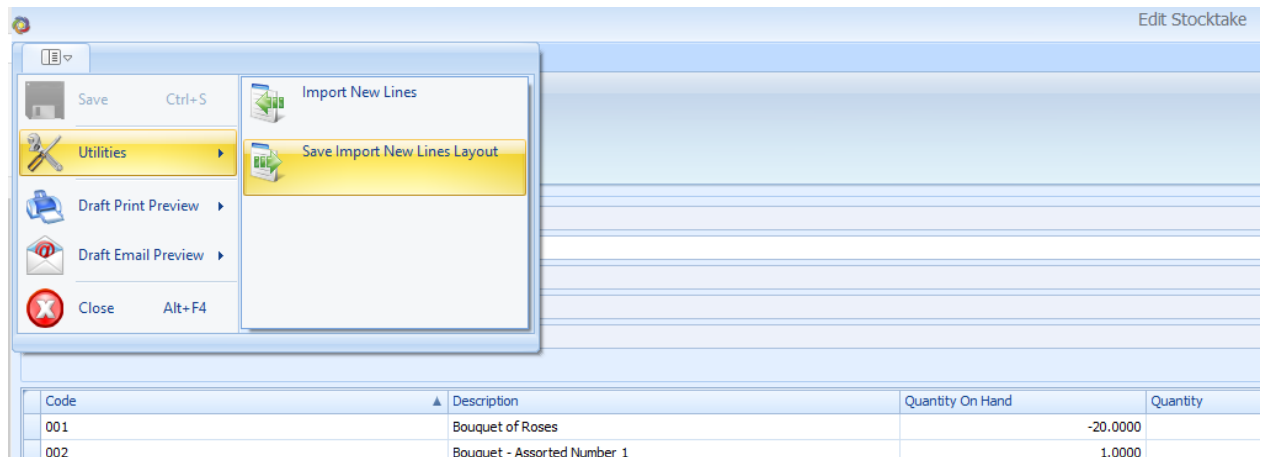 Edit Stocktake
Save Ctrl+S
Utilities
Draft Print Preview
Draft Email Preview
Close Alt+F4
Import New Lines
Save Import New Lines Layout
Code Description Quantity On Hand Quantity
001 Bouquet of Roses -20.0000
002 Bouquet - Assorted Number 1 1.0000